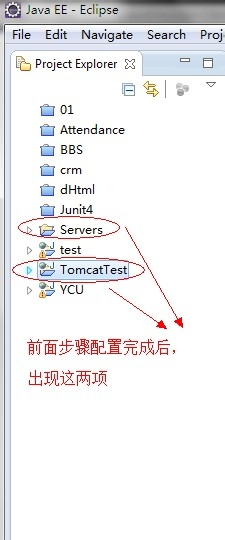 Java EE - Eclipse
File Edit Navigate Search Proj
Project Explorer
01
Attendance
BBS
crm
dHtml
Junit4
Servers
test
TomcatTest
YCU
前面步骤配置完成后，
出现这两项